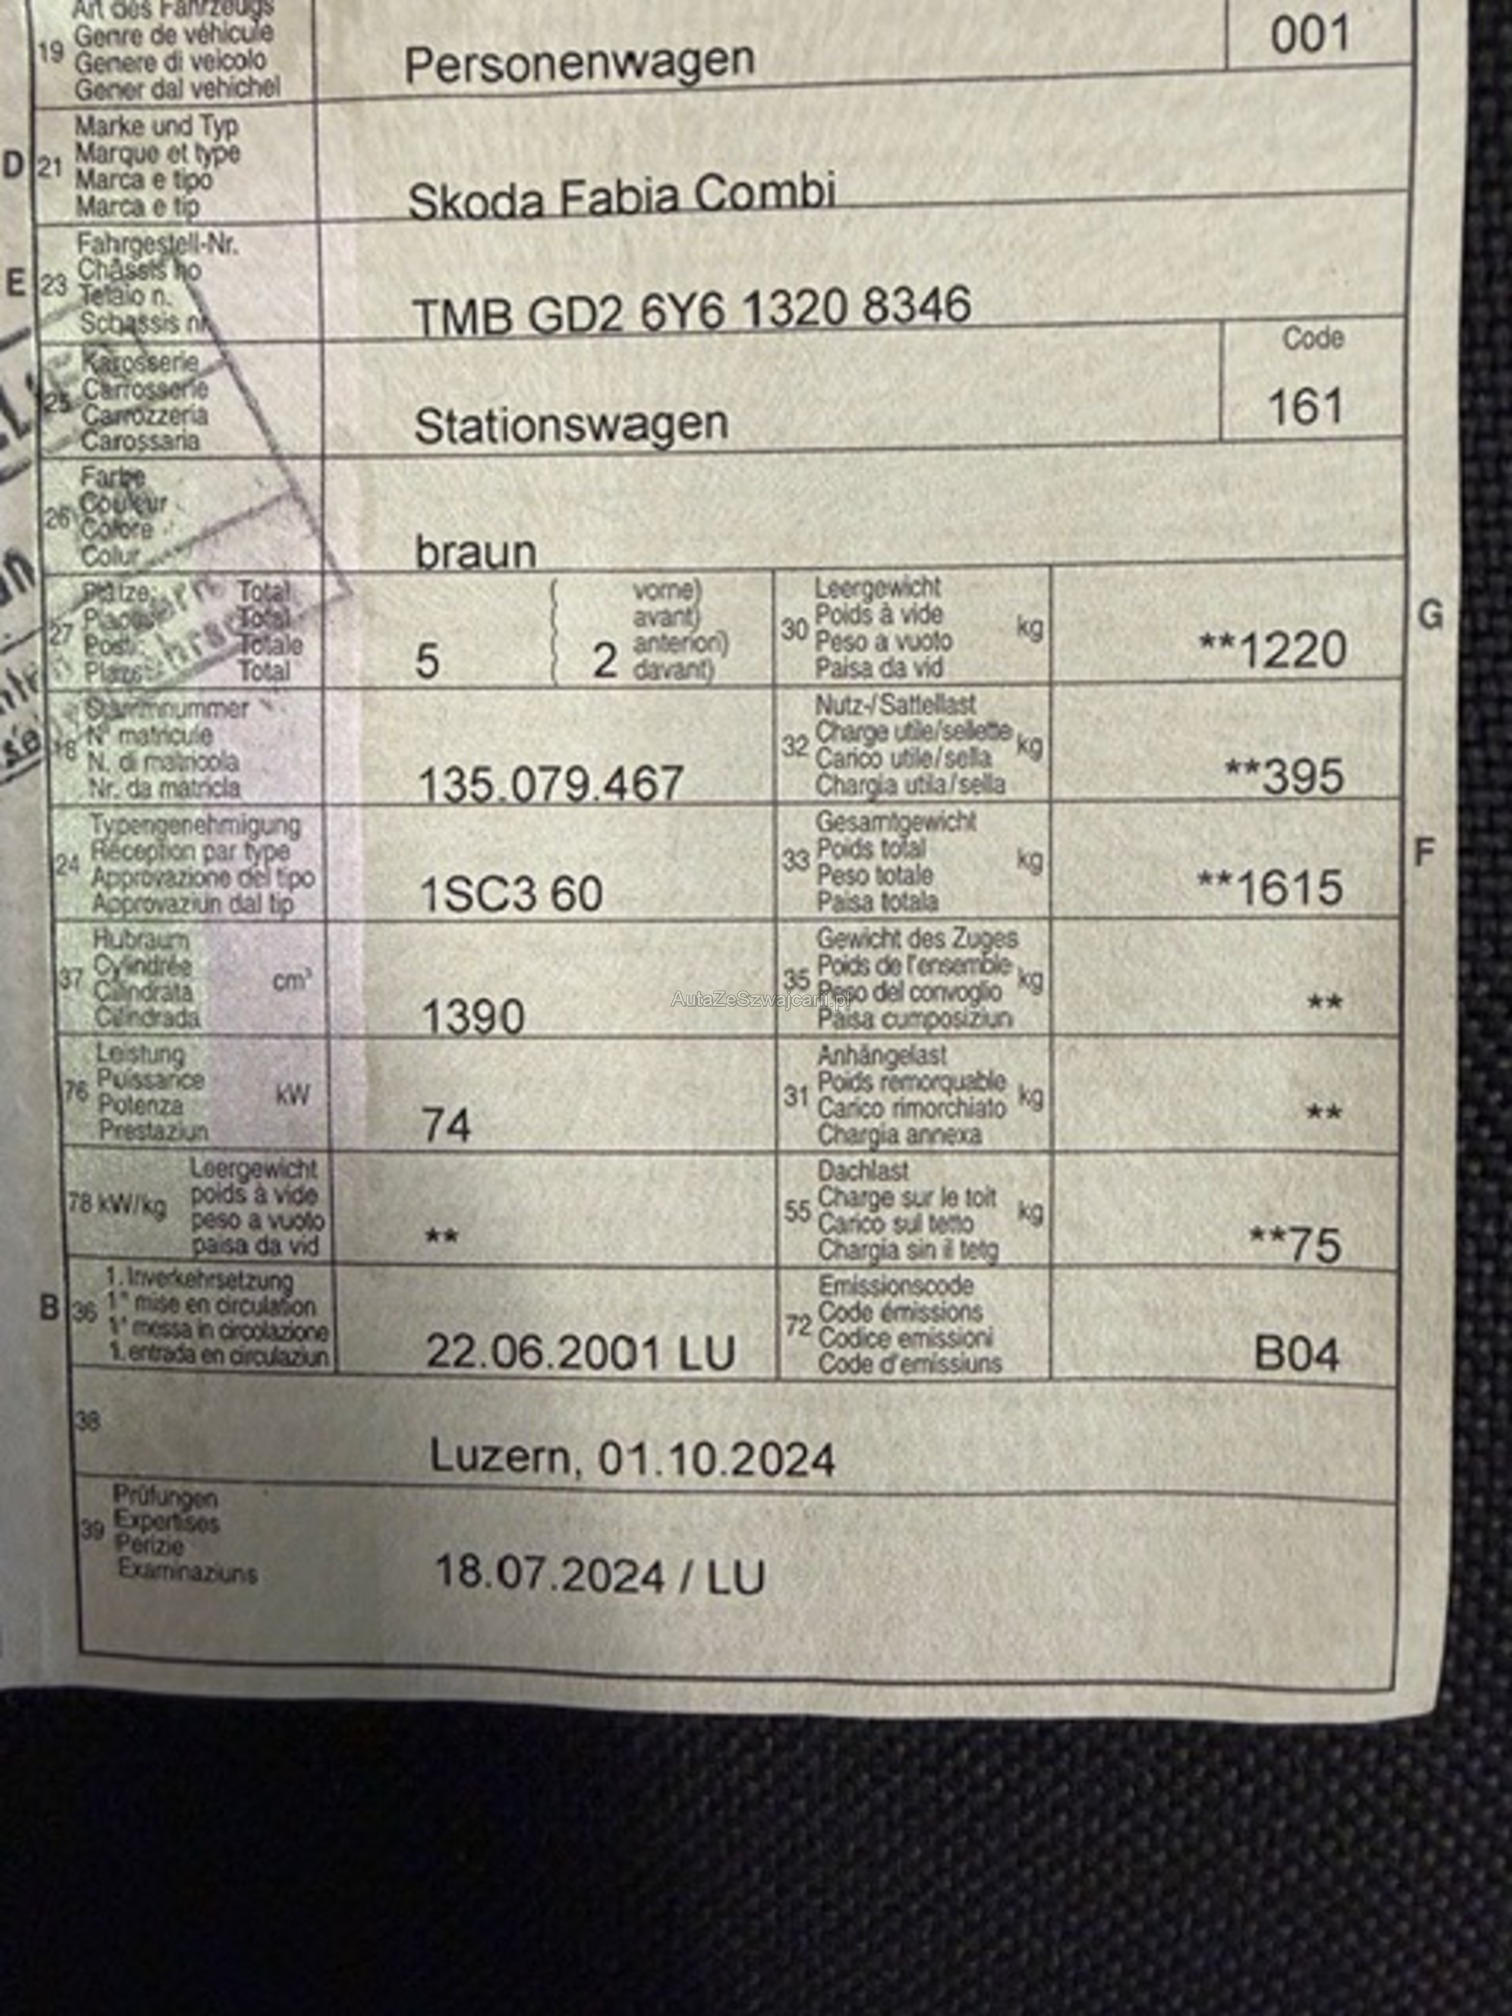 Art des Fahrzeugs
19 Genre de véhicule
Genere di veicolo
Gener dal vehichel
Personenwagen
001
D 21 Marke und Typ
Marque et type
Marca e tipo
Marca e tip
Skoda Fabia Combi
E 23 Fahrgestell-Nr.
Châssis no
Telaio n.
Schassis nr.
TMB GD2 6Y6 1320 8346
25 Karosserie
Carrosserie
Carrozzeria
Carossaria
Stationswagen
Code
161
26 Farbe
Couleur
Colore
Colur
braun
27 Plätze: Total
Places: Total
Posti: Totale
Plazs: Total
5
( vorne)
( avant)
( anteriori)
( davant)
2
30 Leergewicht
Poids à vide
Peso a vuoto
Paisa da vid
kg
**1220
G
18 Stammnummer
N° matricule
N. di matricola
Nr. da matricla
135.079.467
32 Nutz-/Sattellast
Charge utile/sellette
Carico utile/sella
Chargia utila/sella
kg
**395
24 Typengenehmigung
Réception par type
Approvazione del tipo
Approvaziun dal tip
1SC3 60
33 Gesamtgewicht
Poids total
Peso totale
Paisa totala
kg
**1615
F
37 Hubraum
Cylindrée
Cilindrata
Cilindrada
cm³
1390
35 Gewicht des Zuges
Poids de l'ensemble
Peso del convoglio
Paisa cumposiziun
kg
**
AutaZeSzwajcarii.pl
76 Leistung
Puissance
Potenza
Prestaziun
kW
74
31 Anhängelast
Poids remorquable
Carico rimorchiato
Chargia annexa
kg
**
78 kW/kg
Leergewicht
poids à vide
peso a vuoto
paisa da vid
**
55 Dachlast
Charge sur le toit
Carico sul tetto
Chargia sin il tetg
kg
**75
B 36 1. Inverkehrsetzung
1re mise en circulation
1a messa in circolazione
1. entrada en circulaziun
22.06.2001 LU
72 Emissionscode
Code émissions
Codice emissioni
Code d'emissiuns
B04
38
Luzern, 01.10.2024
39 Prüfungen
Expertises
Perizie
Examinaziuns
18.07.2024 / LU